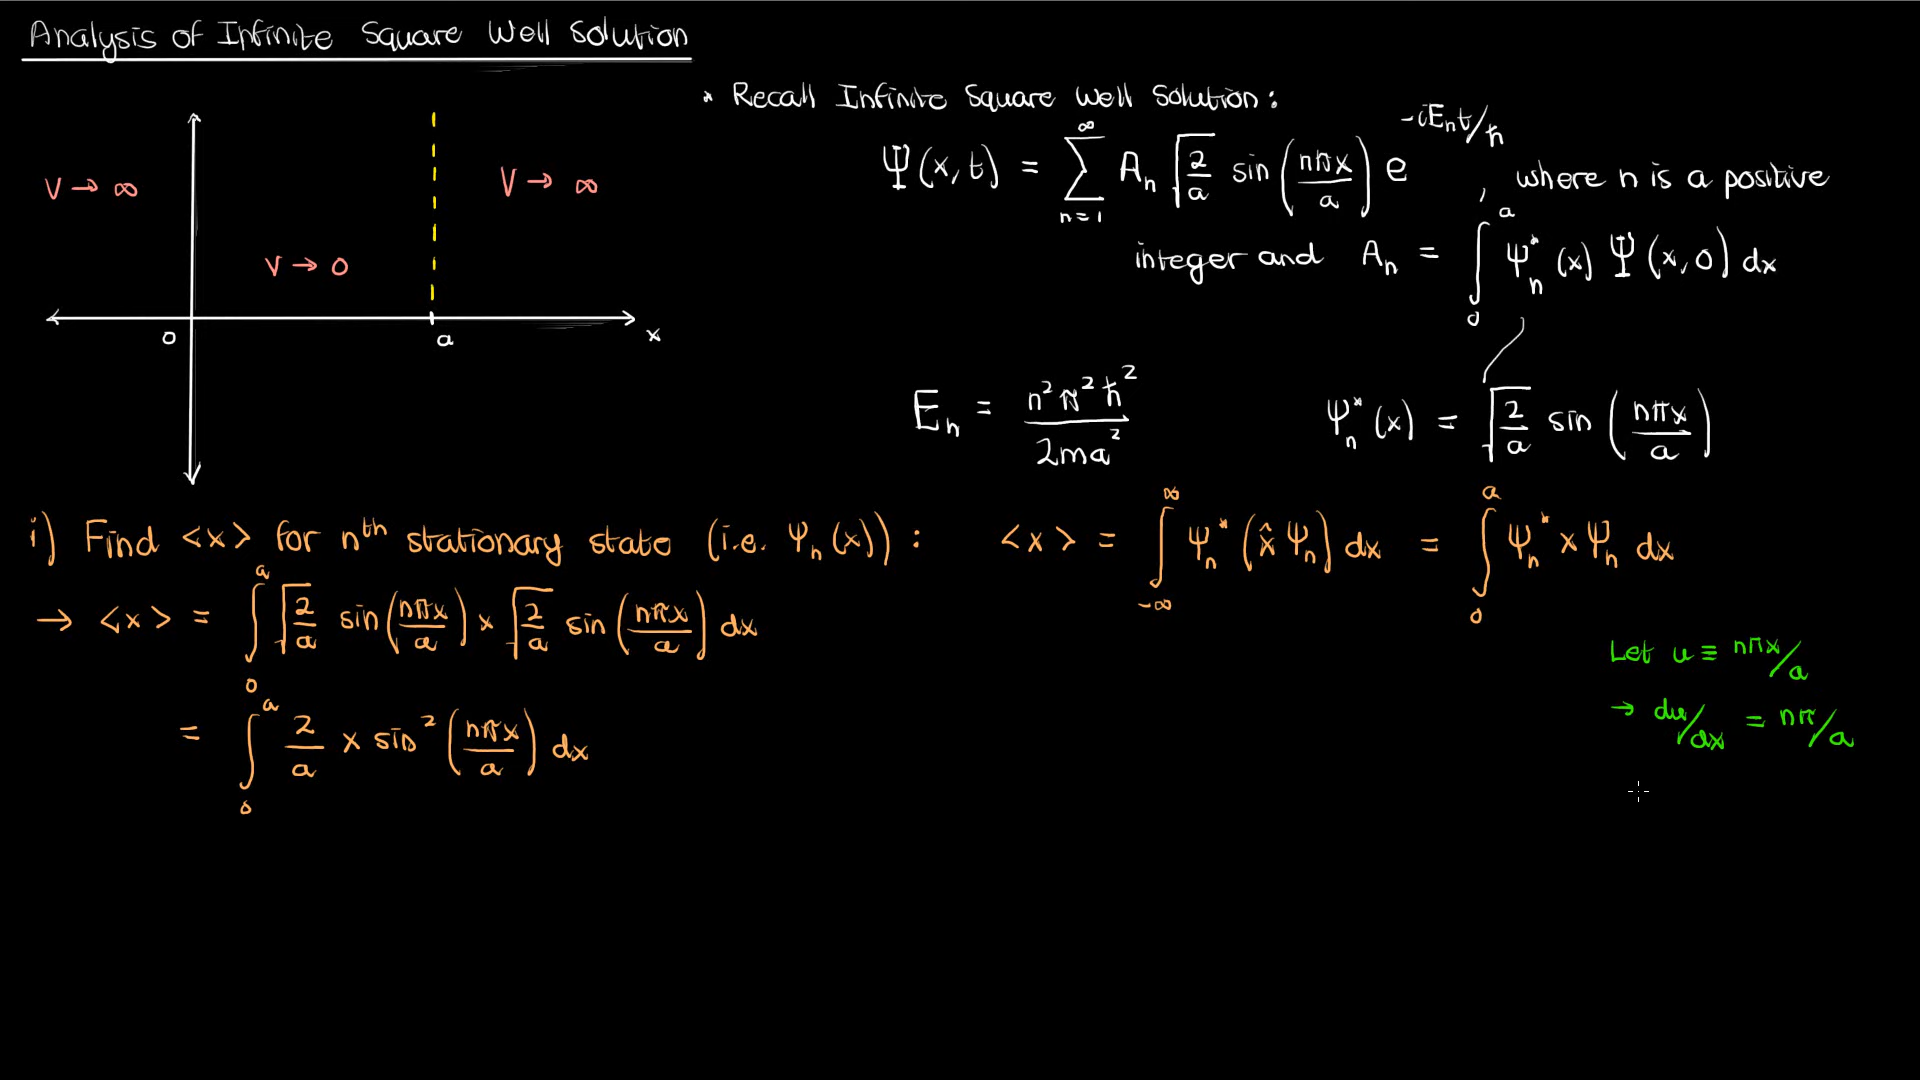 Analysis of Infinite Square Well Solution
* Recall Infinite Square Well Solution:
V → ∞
V → ∞
V → 0
0
a
x
Ψ(x, t) = ∑_{n=1}^{∞} A_n √(2/a) sin(nπx/a) e^{-iE_n t/ħ}, where n is a positive
integer and A_n = ∫_0^a ψ_n^*(x) Ψ(x, 0) dx
E_n = n²π²ħ²/2ma²
ψ_n^*(x) = √(2/a) sin(nπx/a)
i) Find <x> for nth stationary state (i.e. ψ_n(x)): <x> = ∫_{-∞}^{∞} ψ_n^*(x̂ ψ_n) dx = ∫_0^a ψ_n^* x ψ_n dx
→ <x> = ∫_0^a √(2/a) sin(nπx/a) x √(2/a) sin(nπx/a) dx
= ∫_0^a 2/a x sin²(nπx/a) dx
Let u ≡ nπx/a
→ du/dx = nπ/a